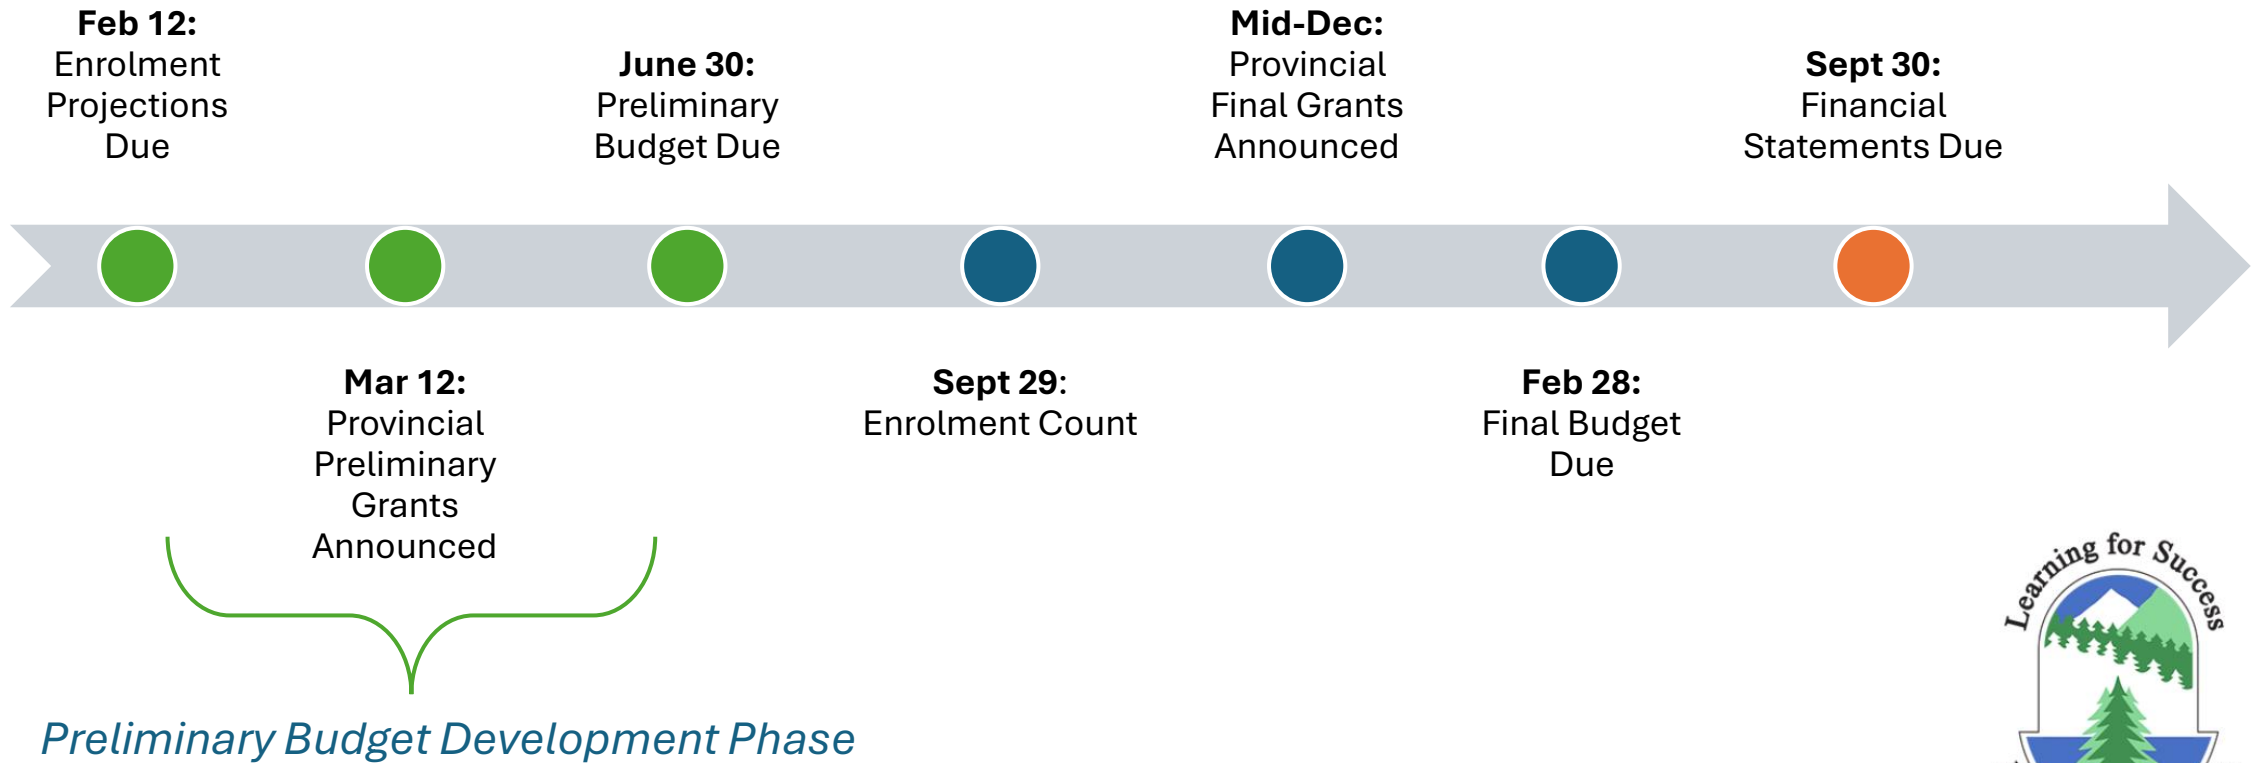 Feb 12:
Enrolment
Projections
Due
Mar 12:
Provincial
Preliminary
Grants
Announced
June 30:
Preliminary
Budget Due
Sept 29:
Enrolment Count
Mid-Dec:
Provincial
Final Grants
Announced
Feb 28:
Final Budget
Due
Sept 30:
Financial
Statements Due
Preliminary Budget Development Phase
Learning for Success